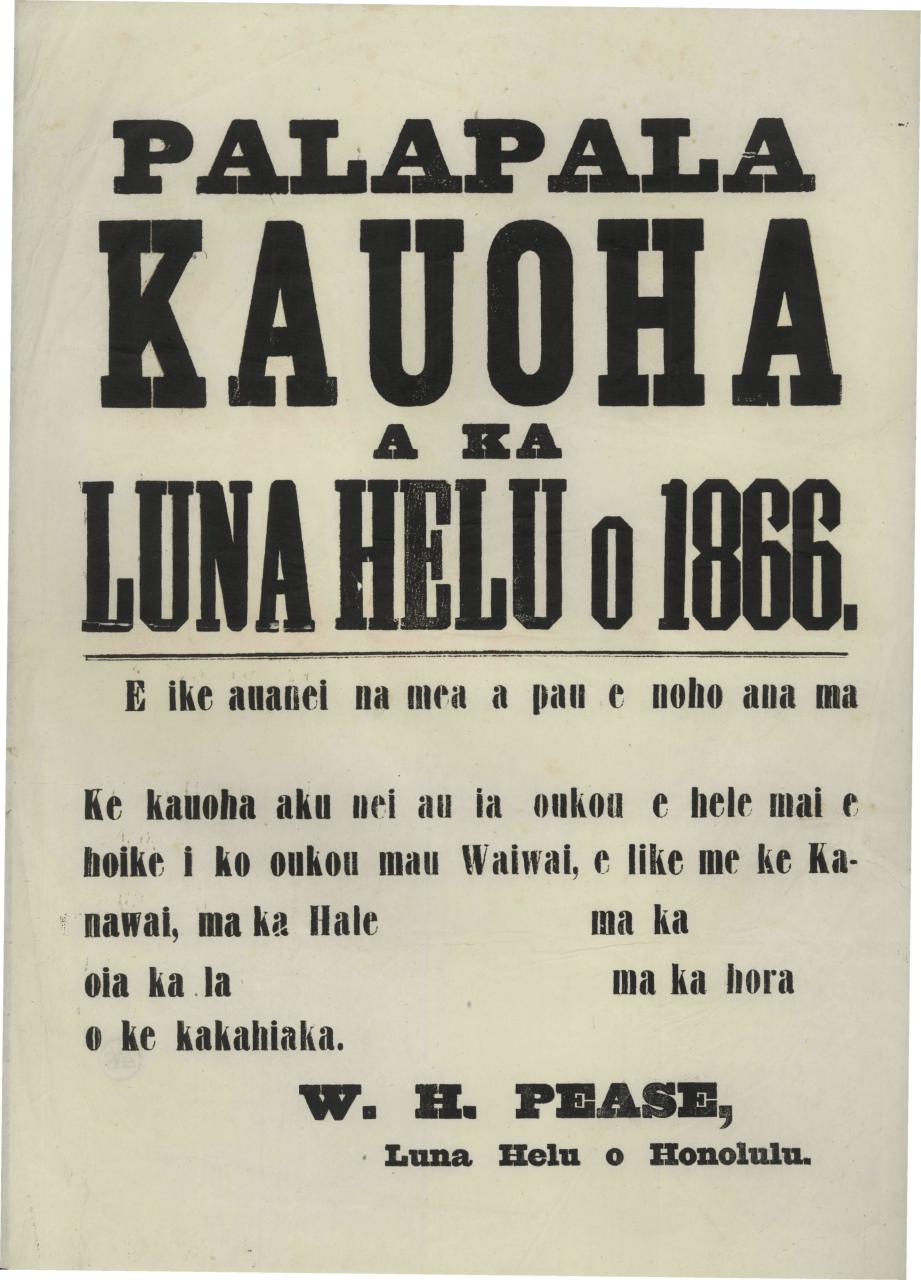 PALAPALA
KAUOHA
A KA
LUNA HELU O 1866.
E ike auanei na mea a pau e noho ana ma
Ke kauoha aku nei au ia oukou e hele mai e
hoike i ko oukou mau Waiwai, e like me ke Ka-
nawai, ma ka Hale ma ka
oia ka la ma ka hora
o ke kakahiaka.
W. H. PEASE,
Luna Helu o Honolulu.